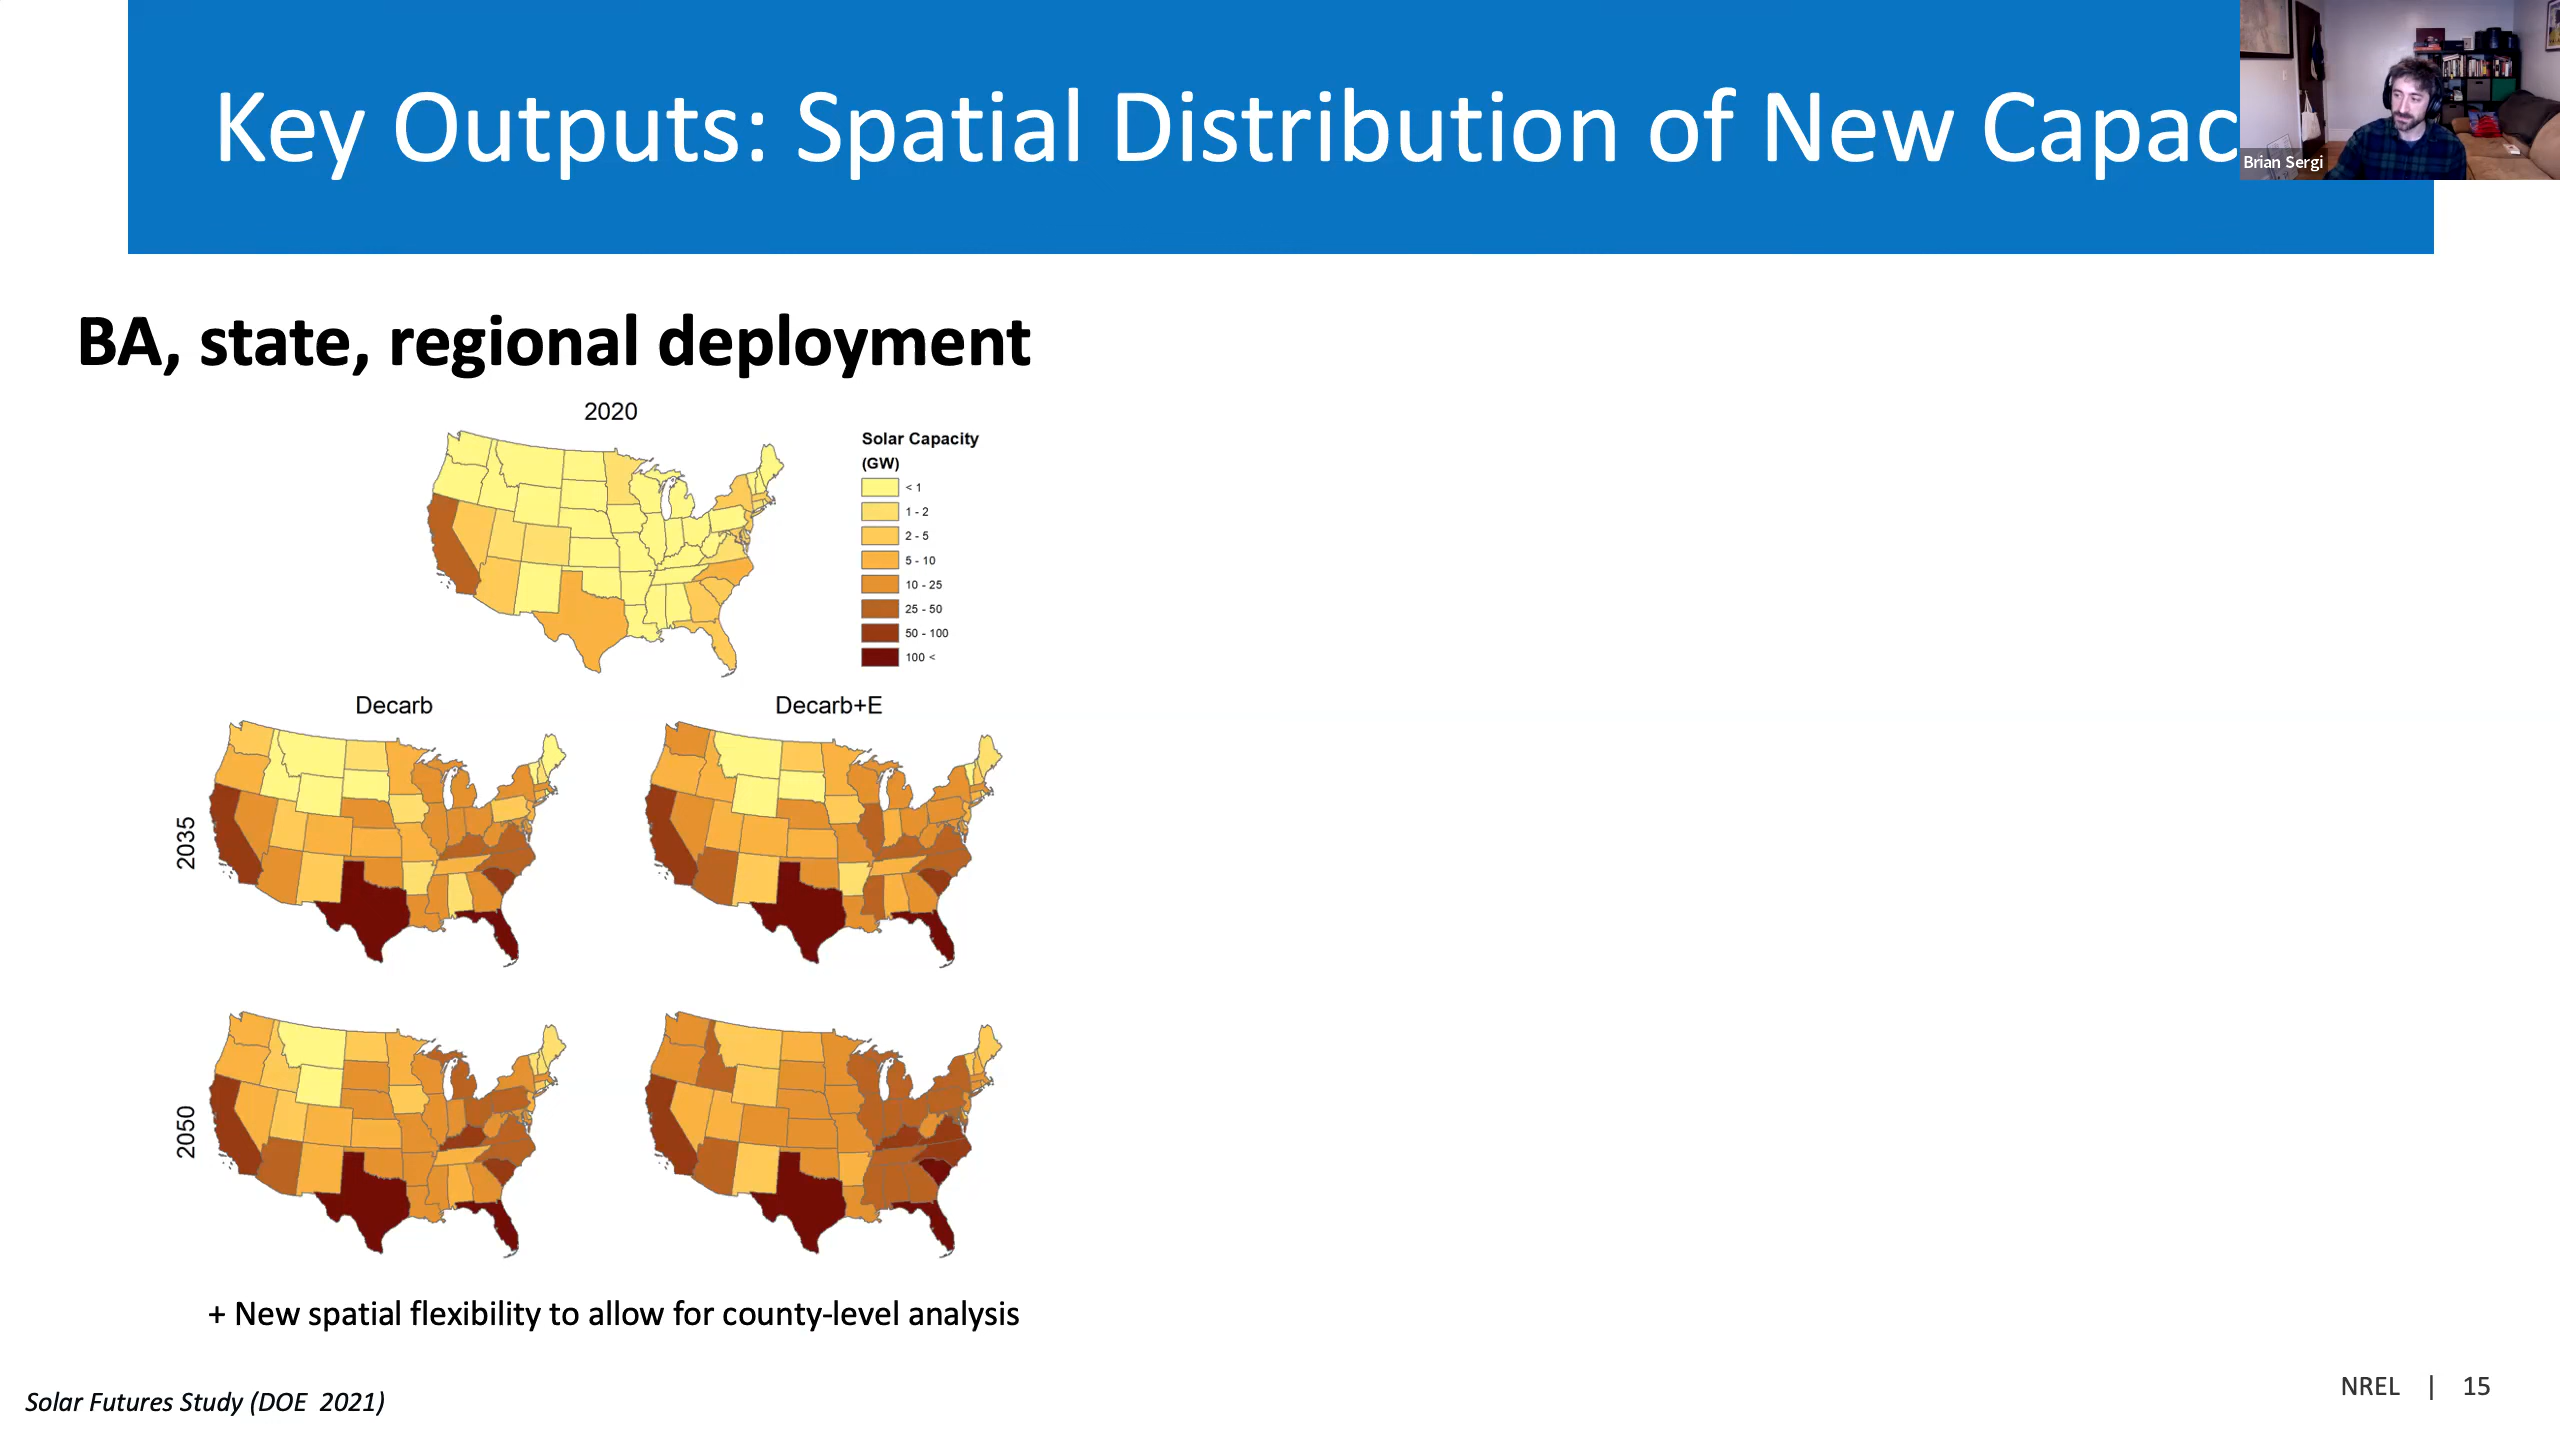 Key Outputs: Spatial Distribution of New Capac
Brian Sergi
BA, state, regional deployment
2020
Solar Capacity
(GW)
< 1
1 - 2
2 - 5
5 - 10
10 - 25
25 - 50
50 - 100
100 <
Decarb
Decarb+E
2035
2050
+ New spatial flexibility to allow for county-level analysis
Solar Futures Study (DOE 2021)
NREL | 15